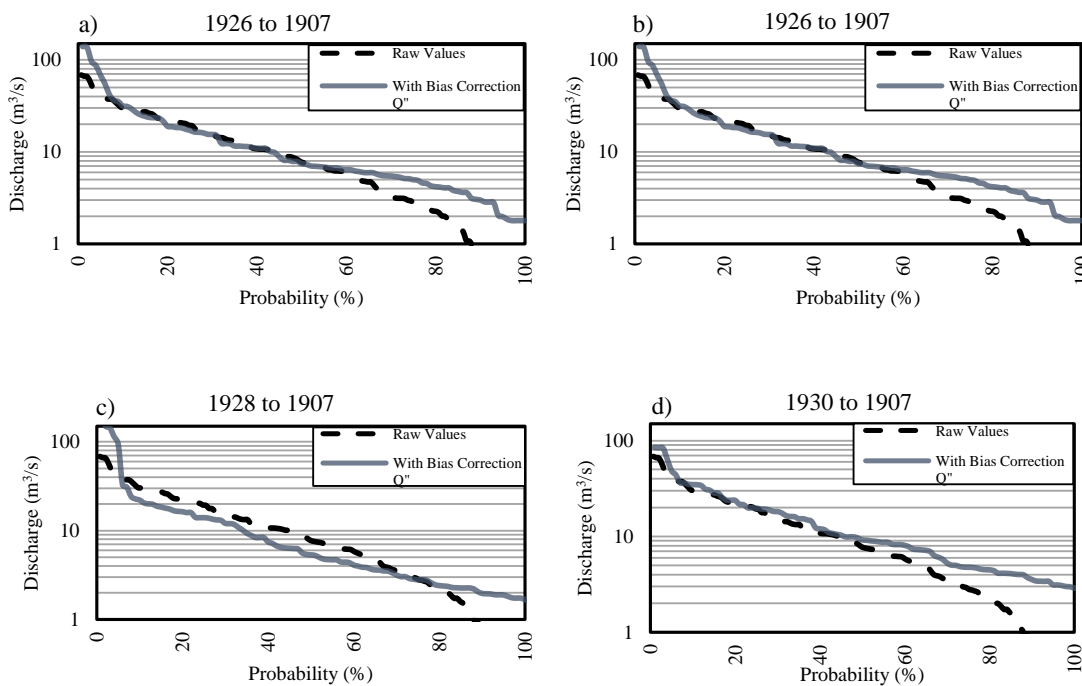 a)
1926 to 1907
Discharge (m³/s)
100
10
1
Raw Values
With Bias Correction
Q"
0
20
40
60
80
100
Probability (%)
b)
1926 to 1907
Discharge (m³/s)
100
10
1
Raw Values
With Bias Correction
Q"
0
20
40
60
80
100
Probability (%)
c)
1928 to 1907
Discharge (m³/s)
100
10
1
Raw Values
With Bias Correction
Q"
0
20
40
60
80
100
Probability (%)
d)
1930 to 1907
Discharge (m³/s)
100
10
1
Raw Values
With Bias Correction
Q"
0
20
40
60
80
100
Probability (%)